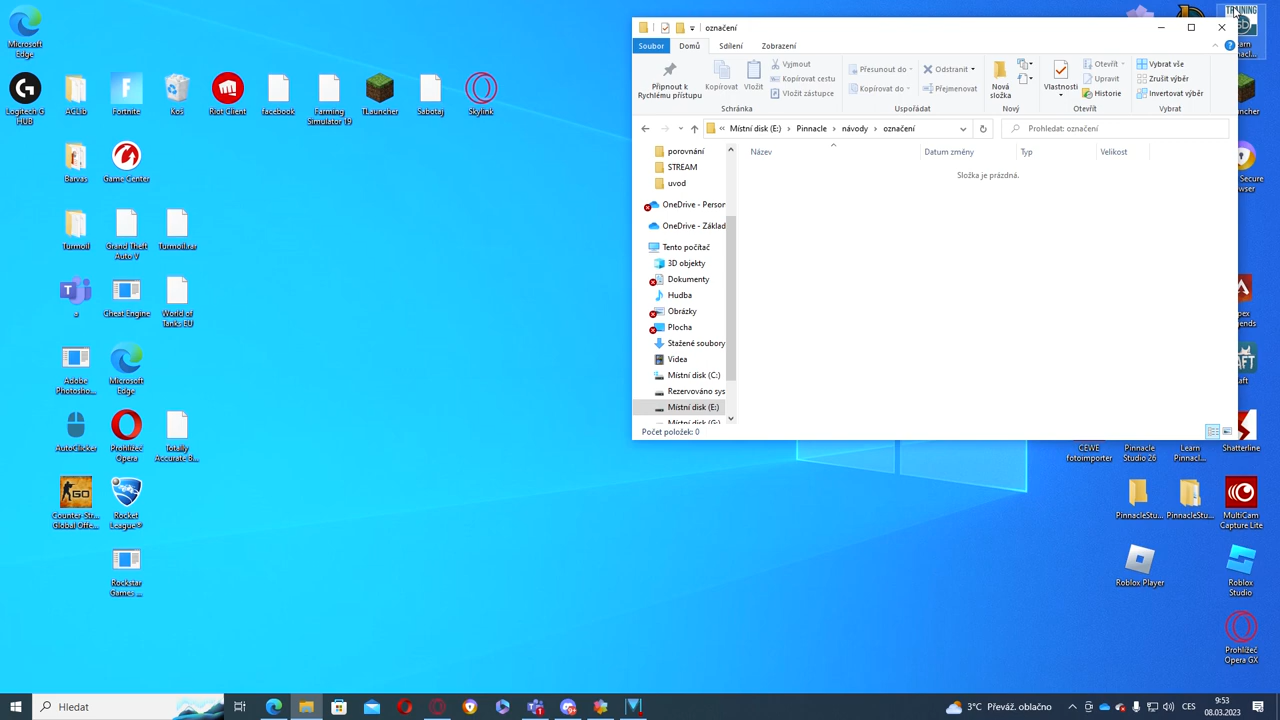 Microsoft Edge
Logitech G HUB
ACLib
Fortnite
Koš
Riot Client
facebook
Farming Simulator 19
TLauncher
Sabotaj
Skylink
Barvas
Game Center
Turmoil
Grand Theft Auto V
Turmoil.rar
a
Cheat Engine
World of Tanks EU
Adobe Photosho...
Microsoft Edge
AutoClicker
Prohlížeč Opera
Totally Accurate B...
Counter-Str... Global Offe...
Rocket League®
Rockstar Games ...
TRAINING
označení
Soubor
Domů
Sdílení
Zobrazení
Připnout k Rychlému přístupu
Kopírovat
Vložit
Vyjmout
Kopírovat cestu
Vložit zástupce
Schránka
Přesunout do
Kopírovat do
Odstranit
Přejmenovat
Uspořádat
Nová složka
Nový
Vlastnosti
Otevřít
Upravit
Historie
Otevřít
Vybrat vše
Zrušit výběr
Invertovat výběr
Vybrat
« Místní disk (E:) › Pinnacle › návody › označení
Prohledat: označení
Název
Datum změny
Typ
Velikost
Složka je prázdná.
porovnání
STREAM
uvod
OneDrive - Person
OneDrive - Základ
Tento počítač
3D objekty
Dokumenty
Hudba
Obrázky
Plocha
Stažené soubory
Videa
Místní disk (C:)
Rezervováno sys
Místní disk (E:)
Počet položek: 0
CEWE fotoimporter
Pinnacle Studio 26
Learn Pinnacl...
Shatterline
PinnacleStu...
PinnacleStu...
MultiCam Capture Lite
Roblox Player
Roblox Studio
Prohlížeč Opera GX
Hledat
3°C Převáž. oblačno
CES
9:53
08.03.2023